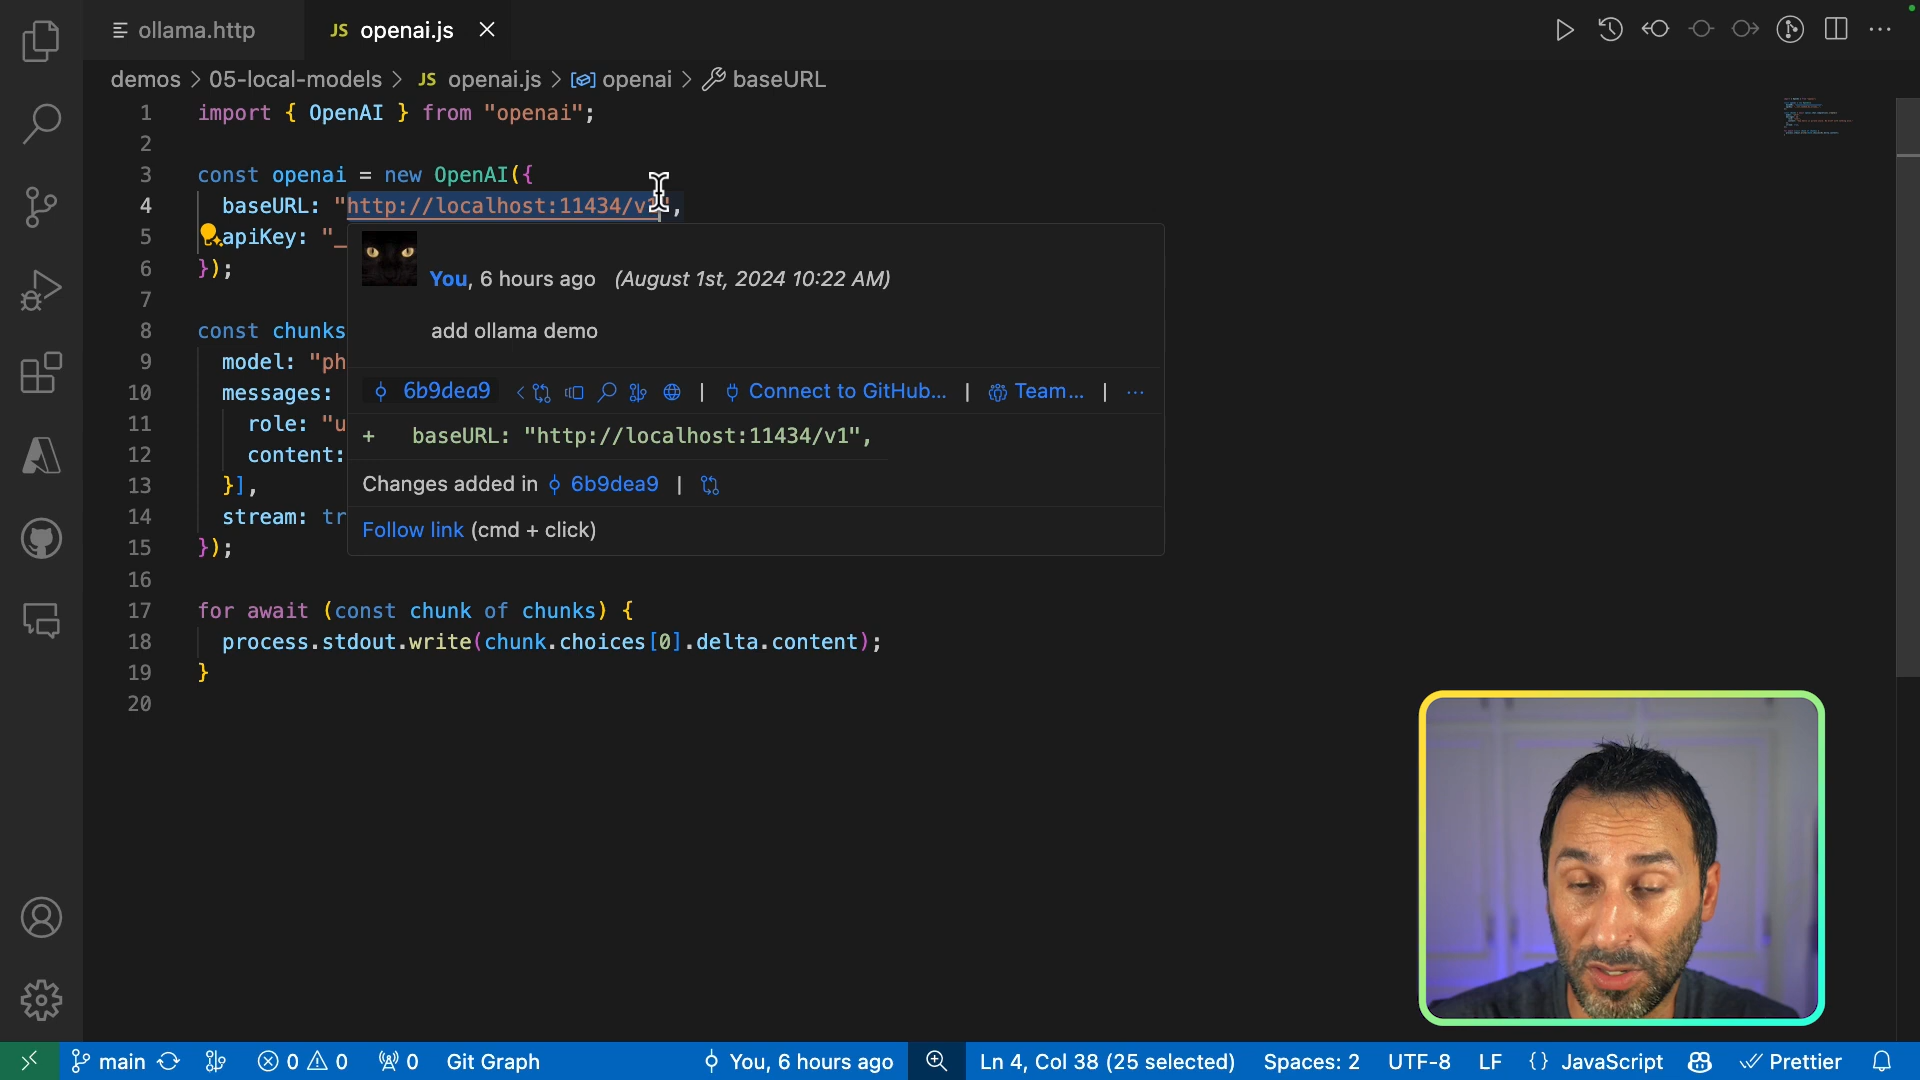 ollama.http
JS openai.js
demos > 05-local-models > JS openai.js > openai > baseURL
1 import { OpenAI } from "openai";
2
3 const openai = new OpenAI({
4 baseURL: "http://localhost:11434/v1",
5 apiKey: "_
6 });
7
8 const chunks
9 model: "ph
10 messages:
11 role: "u
12 content:
13 }],
14 stream: tr
15 });
16
17 for await (const chunk of chunks) {
18 process.stdout.write(chunk.choices[0].delta.content);
19 }
20
You, 6 hours ago (August 1st, 2024 10:22 AM)
add ollama demo
6b9dea9 | Connect to GitHub... | Team... | ...
+ baseURL: "http://localhost:11434/v1",
Changes added in 6b9dea9 |
Follow link (cmd + click)
main 0 0 0 Git Graph You, 6 hours ago Ln 4, Col 38 (25 selected) Spaces: 2 UTF-8 LF {} JavaScript Prettier